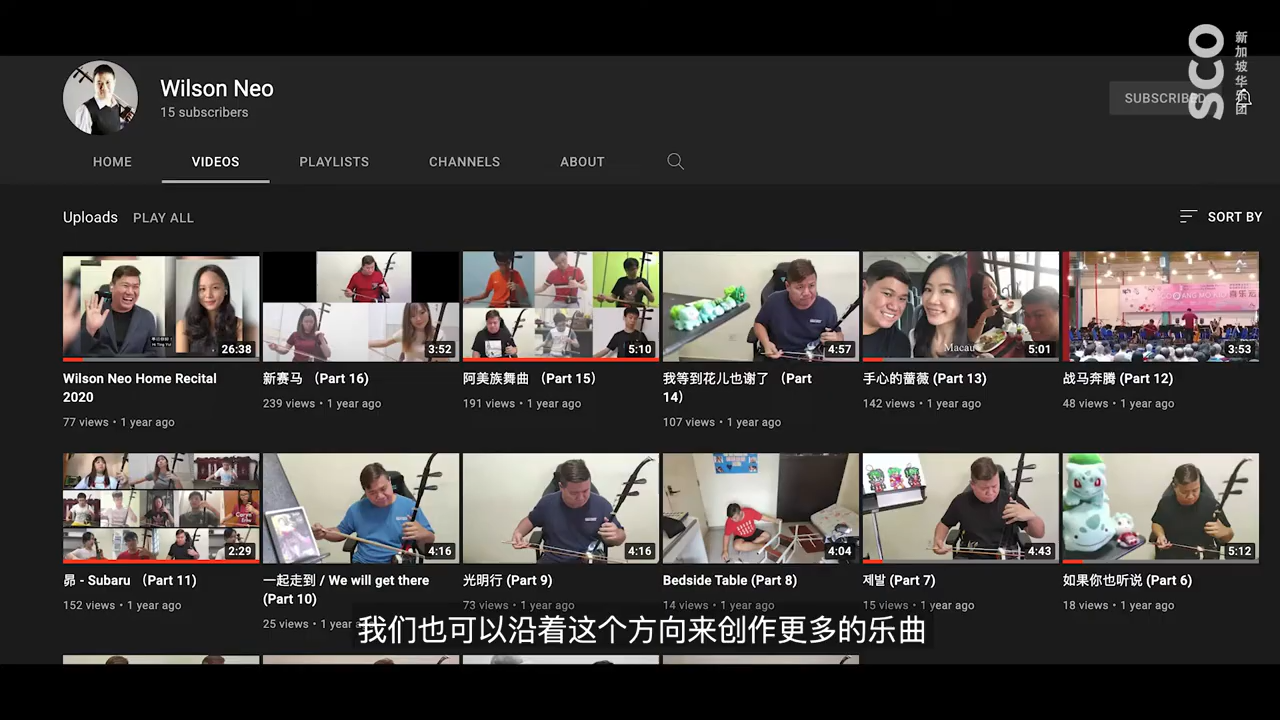 SCO
新加坡华乐团
Wilson Neo
15 subscribers
SUBSCRIBED
HOME
VIDEOS
PLAYLISTS
CHANNELS
ABOUT
Uploads
PLAY ALL
SORT BY
26:38
3:52
5:10
4:57
Macau
5:01
3:53
Wilson Neo Home Recital
2020
77 views • 1 year ago
新赛马 （Part 16)
239 views • 1 year ago
阿美族舞曲 （Part 15）
191 views • 1 year ago
我等到花儿也谢了 （Part
14）
107 views • 1 year ago
手心的蔷薇 (Part 13)
142 views • 1 year ago
战马奔腾 (Part 12)
48 views • 1 year ago
2:29
4:16
4:16
4:04
4:43
5:12
昴 - Subaru （Part 11)
152 views • 1 year ago
一起走到 / We will get there
(Part 10)
25 views • 1 year ago
光明行 (Part 9)
73 views • 1 year ago
Bedside Table (Part 8)
14 views • 1 year ago
제발 (Part 7)
15 views • 1 year ago
如果你也听说 (Part 6)
18 views • 1 year ago
我们也可以沿着这个方向来创作更多的乐曲